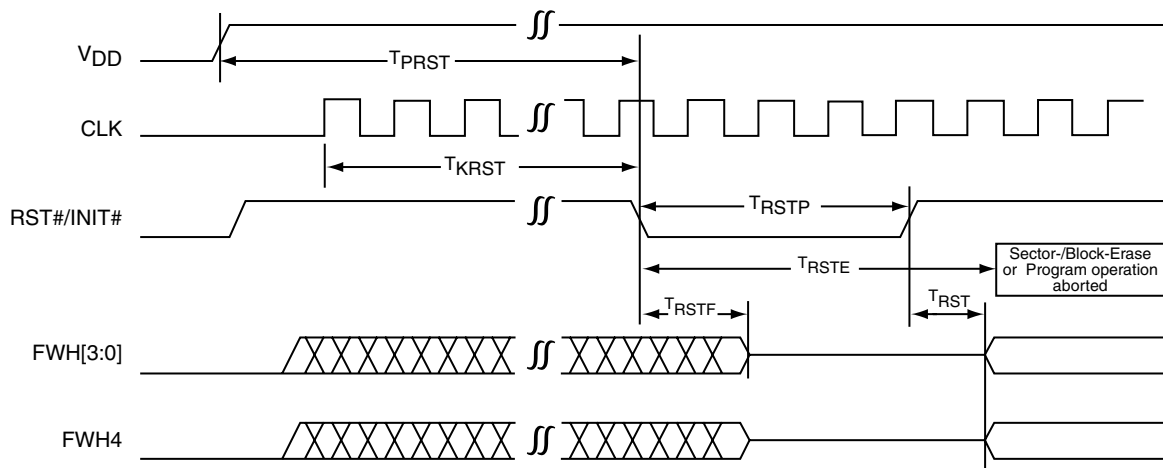 VDD
TPRST
CLK
TKRST
RST#/INIT#
TRSTP
TRSTE
Sector-/Block-Erase
or Program operation
aborted
TRSTF
TRST
FWH[3:0]
FWH4